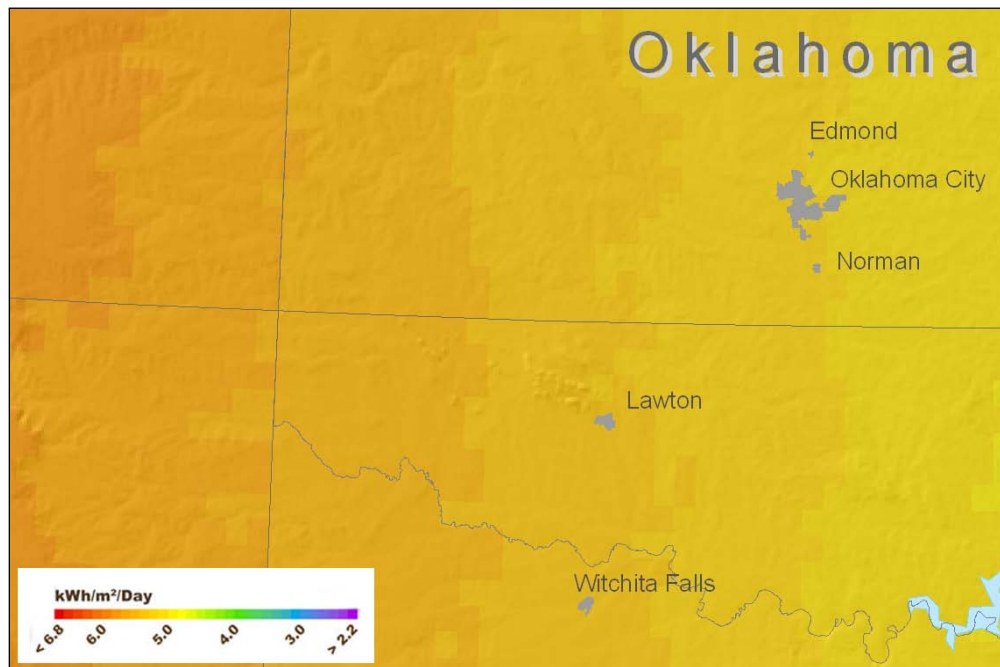 Oklahoma
Edmond
Oklahoma City
Norman
Lawton
Witchita Falls
kWh/m²/Day
< 6.8 6.0 5.0 4.0 3.0 > 2.2